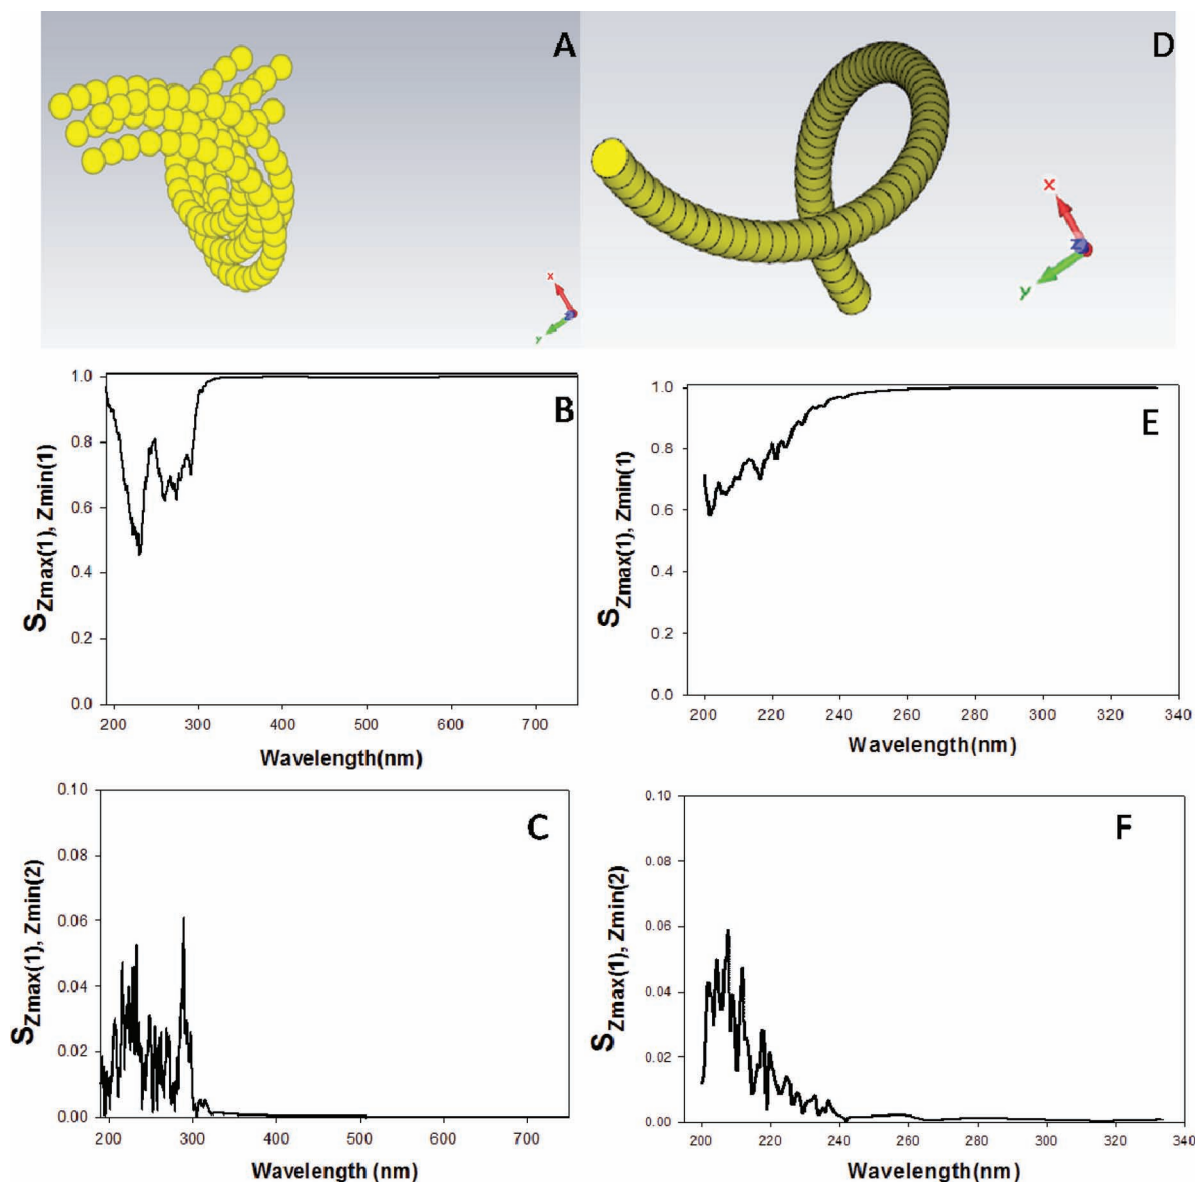 A
X
Z
Y
D
X
Z
Y
1.0
0.8
0.6
0.4
0.2
0.0
B
S Zmax(1), Zmin(1)
200 300 400 500 600 700
Wavelength(nm)
1.0
0.8
0.6
0.4
0.2
0.0
E
S Zmax(1), Zmin(1)
200 220 240 260 280 300 320 340
Wavelength(nm)
0.10
0.08
0.06
0.04
0.02
0.00
C
S Zmax(1), Zmin(2)
200 300 400 500 600 700
Wavelength (nm)
0.10
0.08
0.06
0.04
0.02
0.00
F
S Zmax(1), Zmin(2)
200 220 240 260 280 300 320 340
Wavelength (nm)